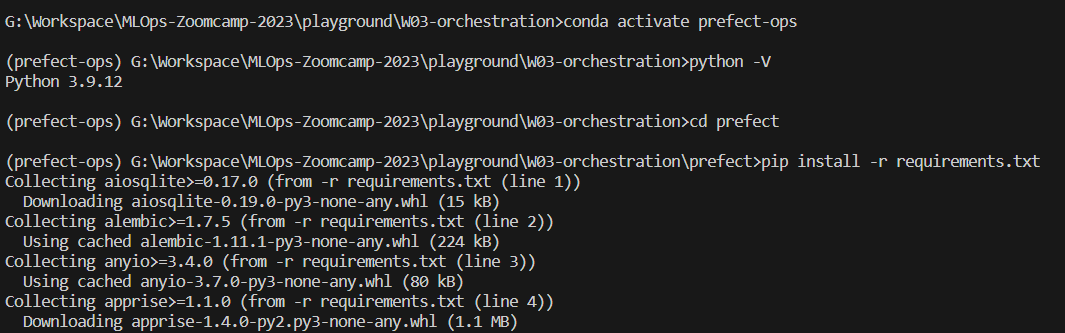 G:\Workspace\MLOps-Zoomcamp-2023\playground\W03-orchestration>conda activate prefect-ops
(prefect-ops) G:\Workspace\MLOps-Zoomcamp-2023\playground\W03-orchestration>python -V
Python 3.9.12
(prefect-ops) G:\Workspace\MLOps-Zoomcamp-2023\playground\W03-orchestration>cd prefect
(prefect-ops) G:\Workspace\MLOps-Zoomcamp-2023\playground\W03-orchestration\prefect>pip install -r requirements.txt
Collecting aiosqlite>=0.17.0 (from -r requirements.txt (line 1))
  Downloading aiosqlite-0.19.0-py3-none-any.whl (15 kB)
Collecting alembic>=1.7.5 (from -r requirements.txt (line 2))
  Using cached alembic-1.11.1-py3-none-any.whl (224 kB)
Collecting anyio>=3.4.0 (from -r requirements.txt (line 3))
  Using cached anyio-3.7.0-py3-none-any.whl (80 kB)
Collecting apprise>=1.1.0 (from -r requirements.txt (line 4))
  Downloading apprise-1.4.0-py2.py3-none-any.whl (1.1 MB)